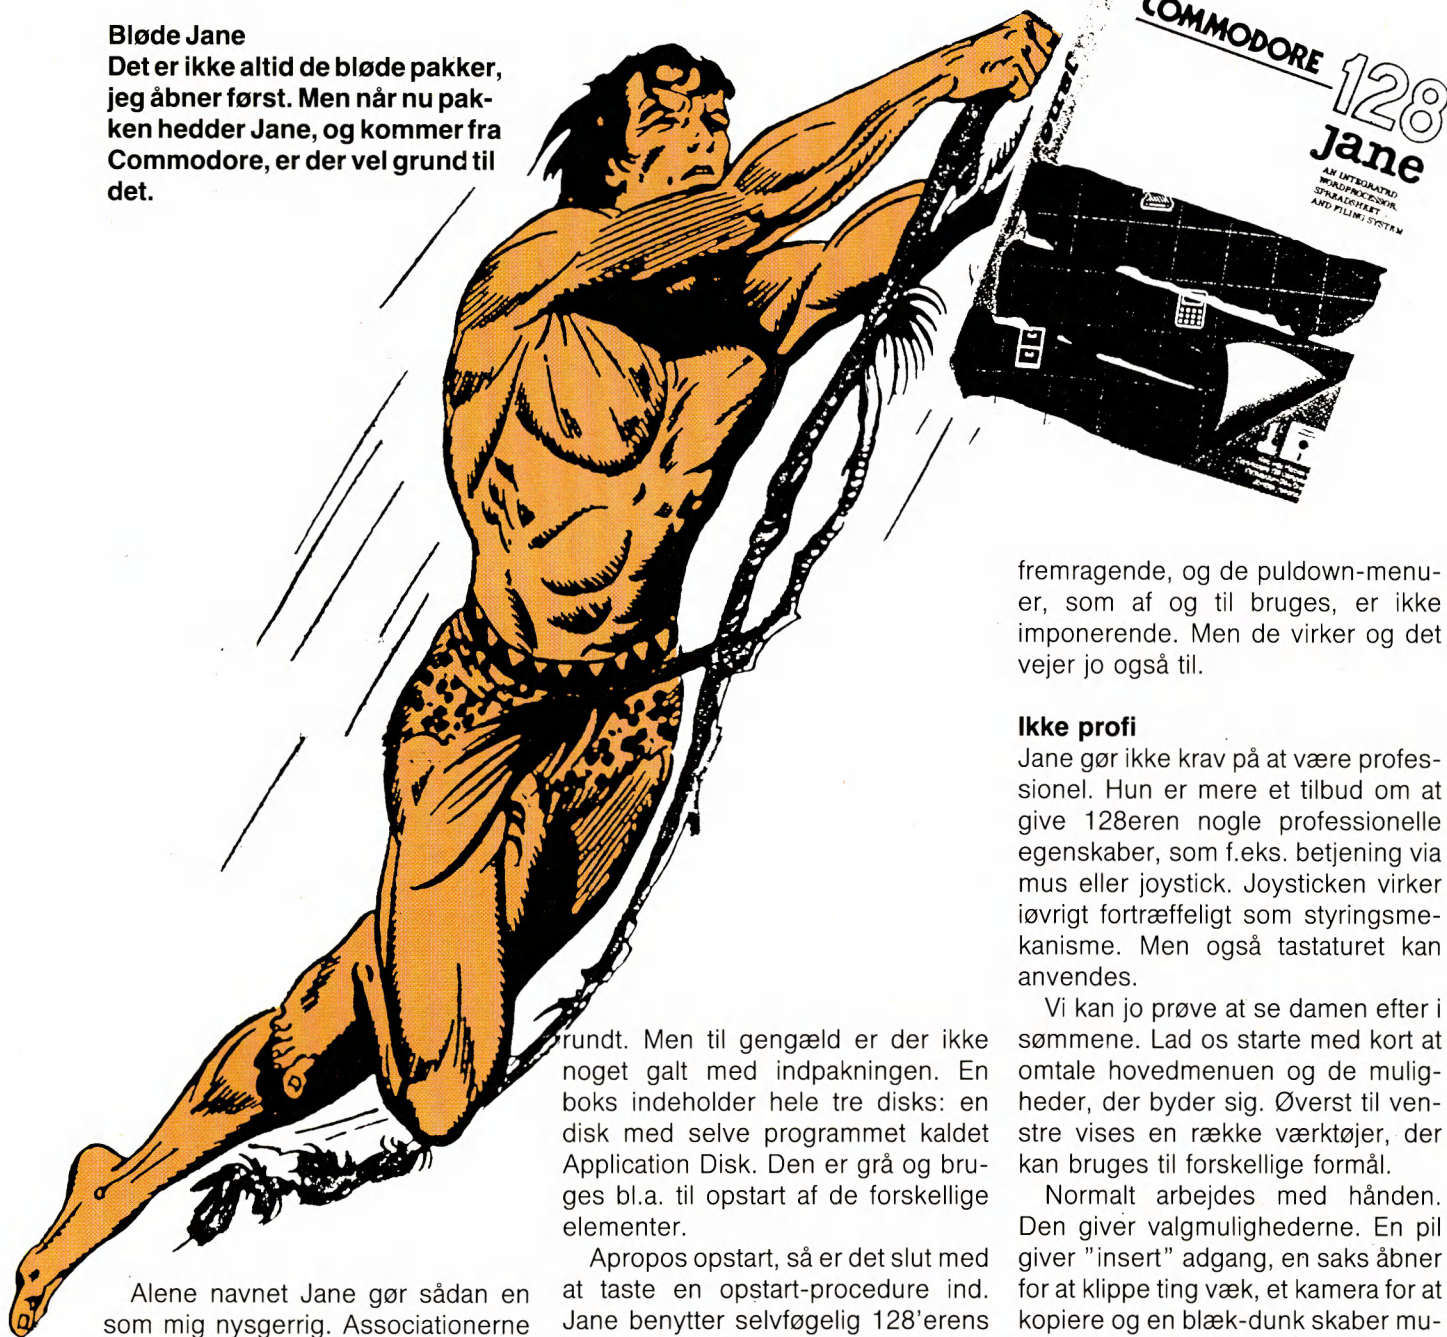 Bløde Jane
Det er ikke altid de bløde pakker,
jeg åbner først. Men når nu pak-
ken hedder Jane, og kommer fra
Commodore, er der vel grund til
det.
COMMODORE
128
Jane
AN INTEGRATED
WORDPROCESSOR
SPREADSHEET
AND FILING SYSTEM
Alene navnet Jane gør sådan en
som mig nysgerrig. Associationerne
rundt. Men til gengæld er der ikke
noget galt med indpakningen. En
boks indeholder hele tre disks: en
disk med selve programmet kaldet
Application Disk. Den er grå og bru-
ges bl.a. til opstart af de forskellige
elementer.
Apropos opstart, så er det slut med
at taste en opstart-procedure ind.
Jane benytter selvføgelig 128'erens
fremragende, og de puldown-menu-
er, som af og til bruges, er ikke
imponerende. Men de virker og det
vejer jo også til.
Ikke profi
Jane gør ikke krav på at være profes-
sionel. Hun er mere et tilbud om at
give 128eren nogle professionelle
egenskaber, som f.eks. betjening via
mus eller joystick. Joysticken virker
iøvrigt fortræffeligt som styringsme-
kanisme. Men også tastaturet kan
anvendes.
Vi kan jo prøve at se damen efter i
sømmene. Lad os starte med kort at
omtale hovedmenuen og de mulig-
heder, der byder sig. Øverst til ven-
stre vises en række værktøjer, der
kan bruges til forskellige formål.
Normalt arbejdes med hånden.
Den giver valgmulighederne. En pil
giver "insert" adgang, en saks åbner
for at klippe ting væk, et kamera for at
kopiere og en blæk-dunk skaber mu-